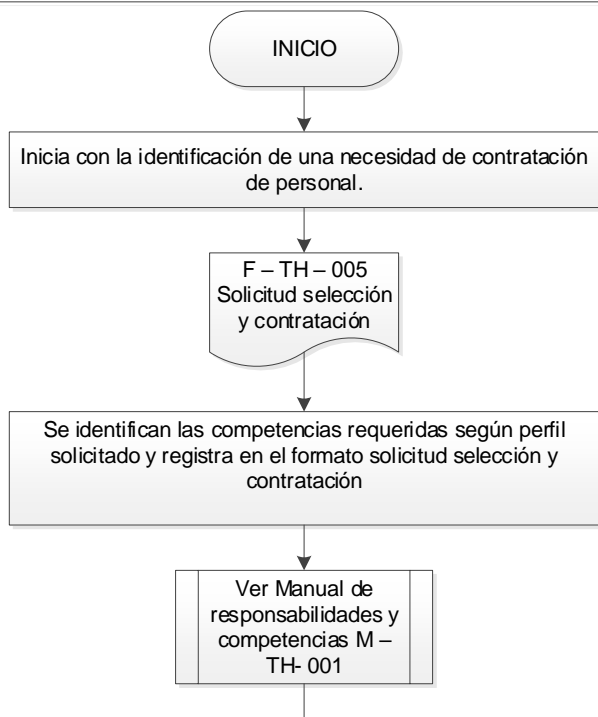 INICIO
Inicia con la identificación de una necesidad de contratación
de personal.
F – TH – 005
Solicitud selección
y contratación
Se identifican las competencias requeridas según perfil
solicitado y registra en el formato solicitud selección y
contratación
Ver Manual de
responsabilidades y
competencias M –
TH- 001